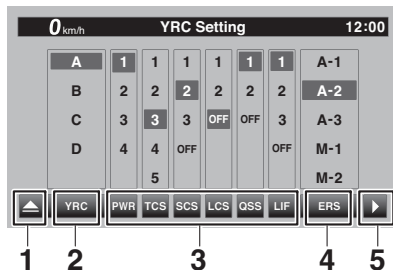 0 km/h YRC Setting 12:00
A 1 1 1 1 1 1 A-1
B 2 2 2 2 2 2 A-2
C 3 3 3 OFF OFF 3 A-3
D 4 4 OFF OFF M-1
5 M-2
YRC PWR TCS SCS LCS QSS LIF ERS
1 2 3 4 5